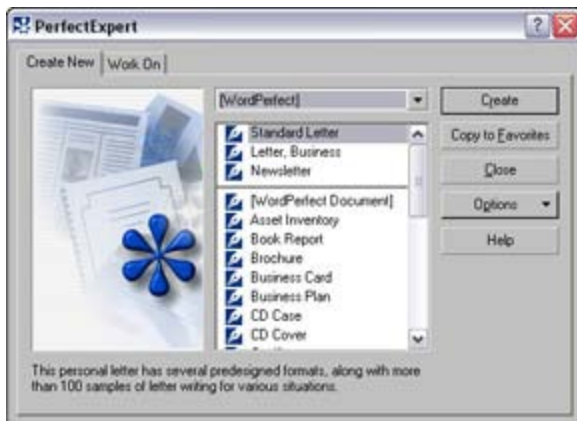 PerfectExpert
Create New Work On
[WordPerfect]
Create
Standard Letter
Letter, Business
Newsletter
Copy to Favorites
[WordPerfect Document]
Asset Inventory
Book Report
Brochure
Business Card
Business Plan
CD Case
CD Cover
Close
Options
Help
This personal letter has several predesigned formats, along with more
than 100 samples of letter writing for various situations.